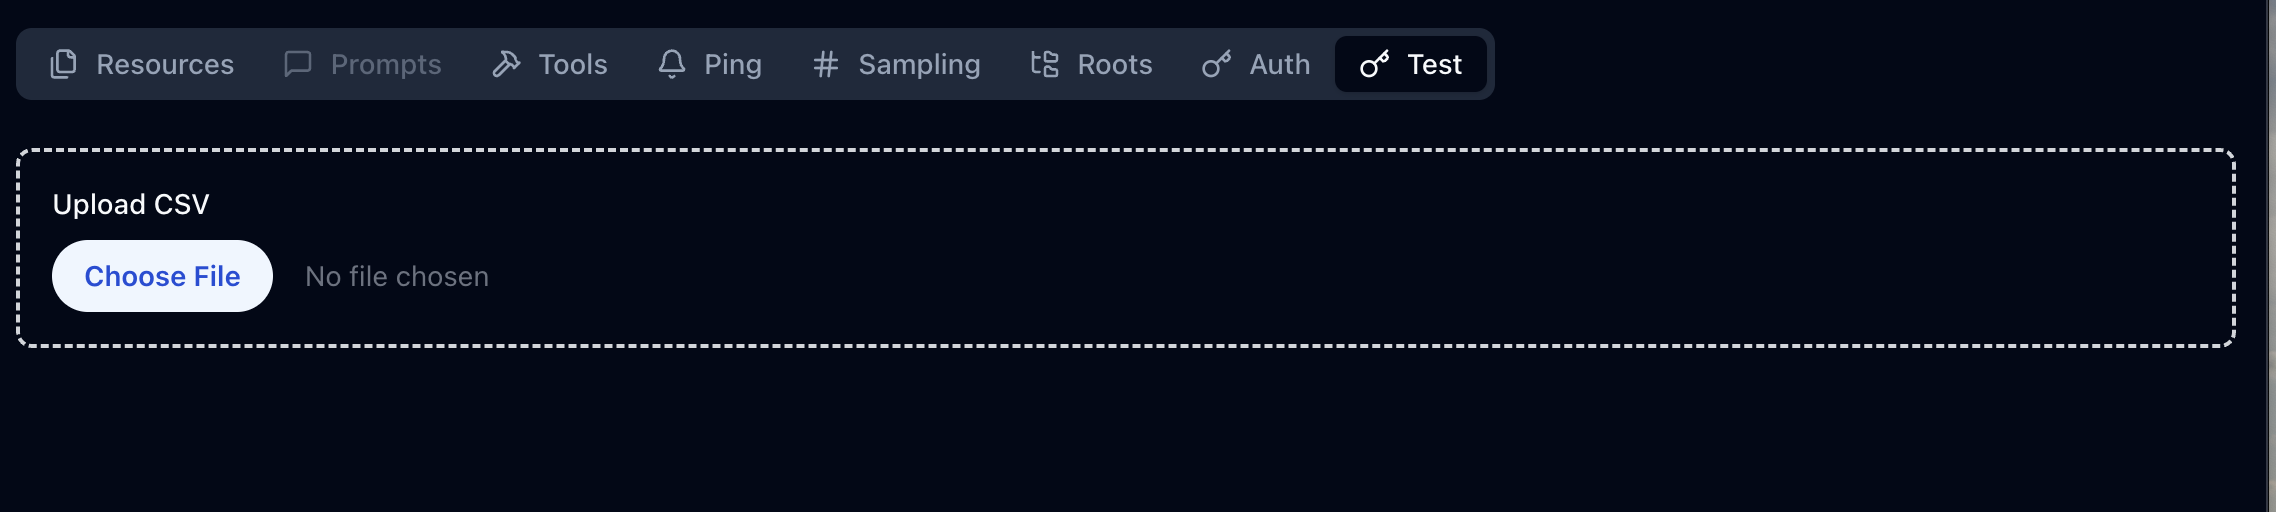 Resources Prompts Tools Ping Sampling Roots Auth Test
Upload CSV
Choose File No file chosen